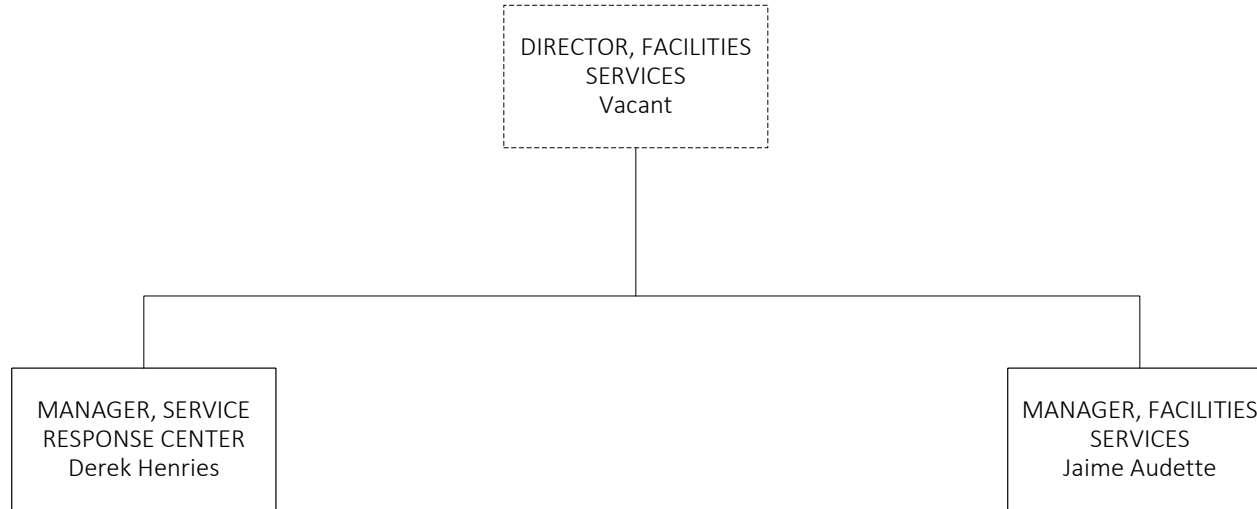 DIRECTOR, FACILITIES
SERVICES
Vacant
MANAGER, SERVICE
RESPONSE CENTER
Derek Henries
MANAGER, FACILITIES
SERVICES
Jaime Audette